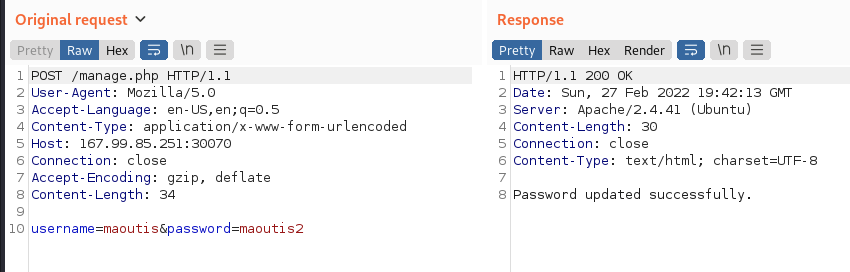 Original request
Pretty Raw Hex \n
1 POST /manage.php HTTP/1.1
2 User-Agent: Mozilla/5.0
3 Accept-Language: en-US,en;q=0.5
4 Content-Type: application/x-www-form-urlencoded
5 Host: 167.99.85.251:30070
6 Connection: close
7 Accept-Encoding: gzip, deflate
8 Content-Length: 34
9
10 username=maoutis&password=maoutis2
Response
Pretty Raw Hex Render \n
1 HTTP/1.1 200 OK
2 Date: Sun, 27 Feb 2022 19:42:13 GMT
3 Server: Apache/2.4.41 (Ubuntu)
4 Content-Length: 30
5 Connection: close
6 Content-Type: text/html; charset=UTF-8
7
8 Password updated successfully.